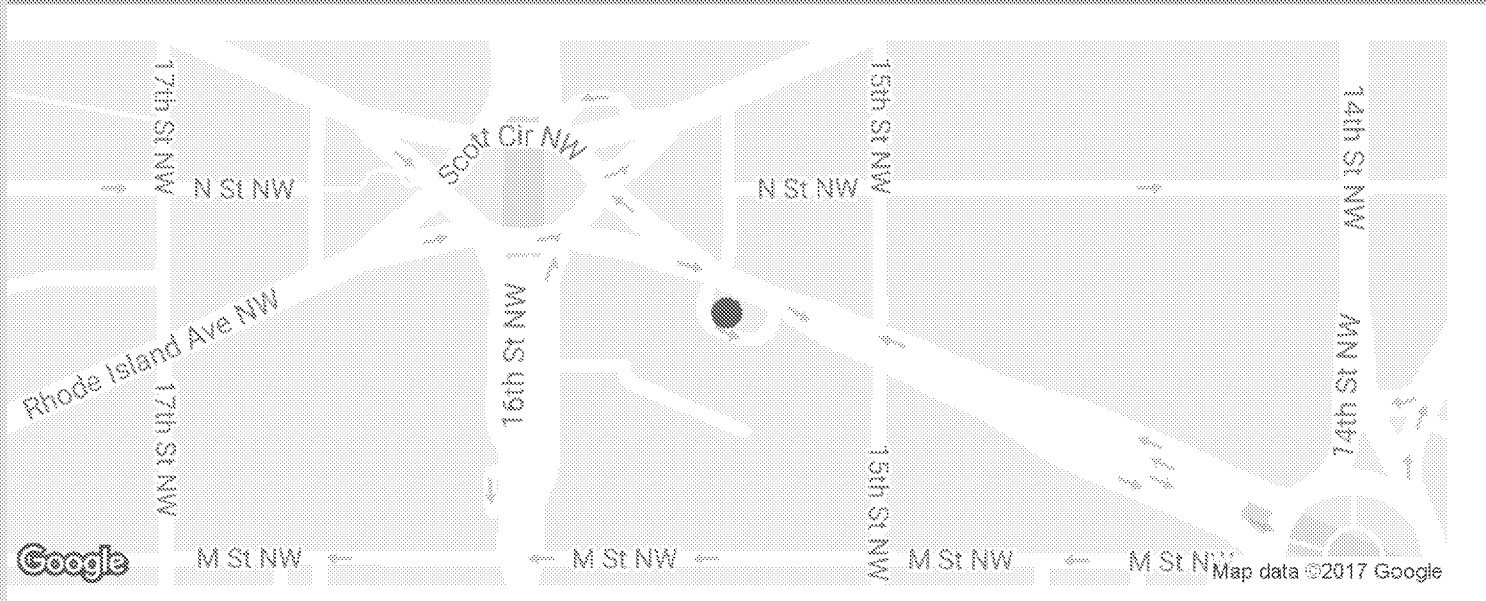 17th St NW
15th St NW
14th St NW
Scott Cir NW
N St NW
N St NW
Rhode Island Ave NW
16th St NW
14th St NW
17th St NW
15th St NW
Google
M St NW
M St NW
M St NW
M St NW
Map data ©2017 Google